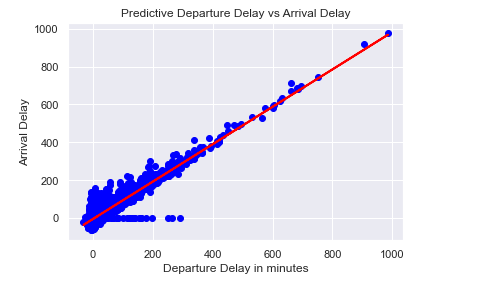 Predictive Departure Delay vs Arrival Delay
1000
800
600
400
200
0
Arrival Delay
0 200 400 600 800 1000
Departure Delay in minutes